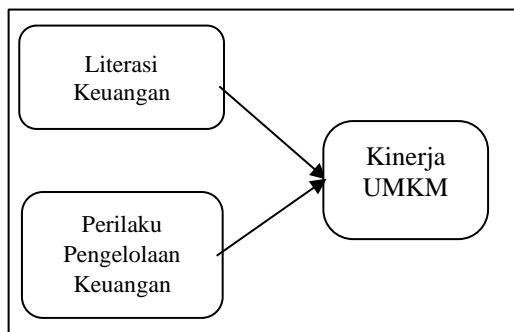 Literasi
Keuangan
Kinerja
UMKM
Perilaku
Pengelolaan
Keuangan